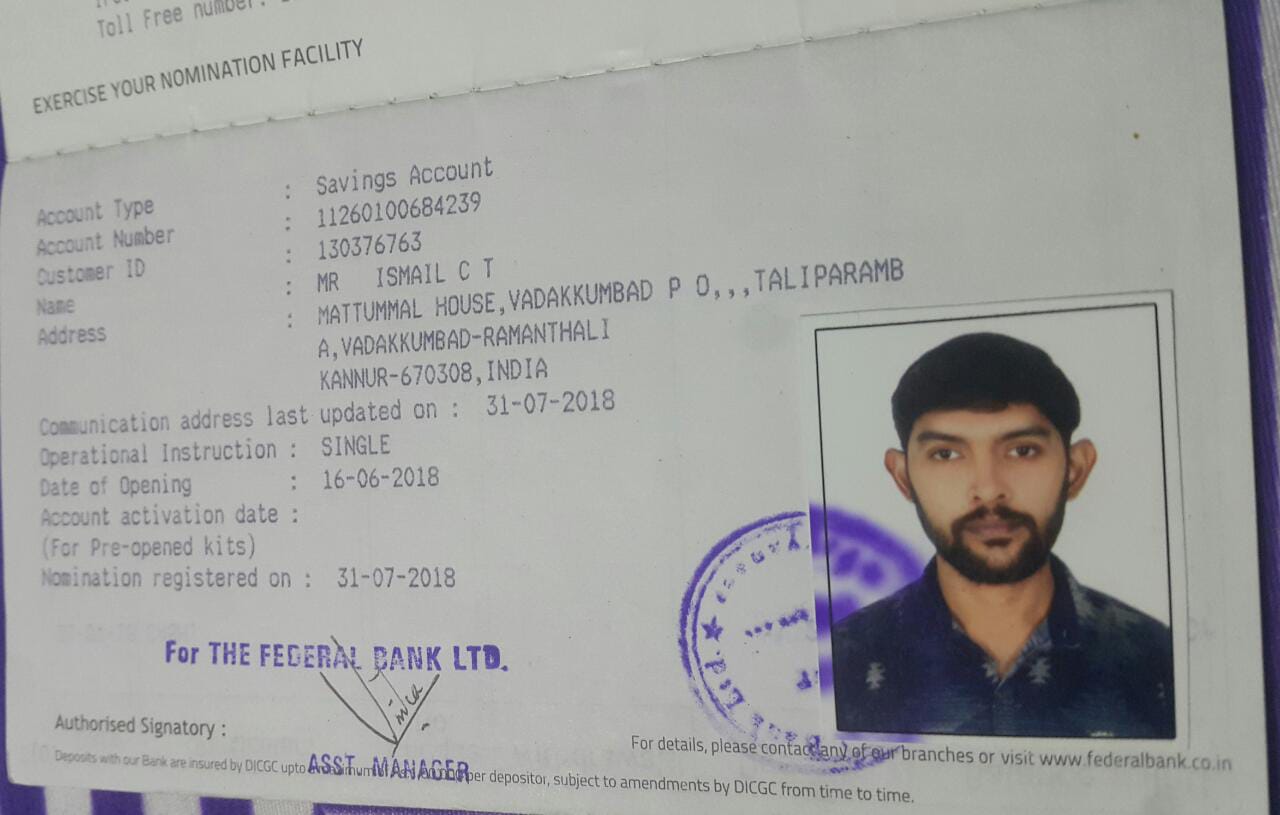 Toll Free number:
EXERCISE YOUR NOMINATION FACILITY
Account Type : Savings Account
Account Number : 11260100684239
Customer ID : 130376763
Name : MR ISMAIL C T
Address : MATTUMMAL HOUSE,VADAKKUMBAD P O,,,TALIPARAMB
A,VADAKKUMBAD-RAMANTHALI
KANNUR-670308,INDIA
Communication address last updated on : 31-07-2018
Operational Instruction : SINGLE
Date of Opening : 16-06-2018
Account activation date :
(For Pre-opened kits)
Nomination registered on : 31-07-2018
For THE FEDERAL BANK LTD.
Authorised Signatory :
ASST. MANAGER
For details, please contact any of our branches or visit www.federalbank.co.in
Deposits with our Bank are insured by DICGC upto per depositor, subject to amendments by DICGC from time to time.